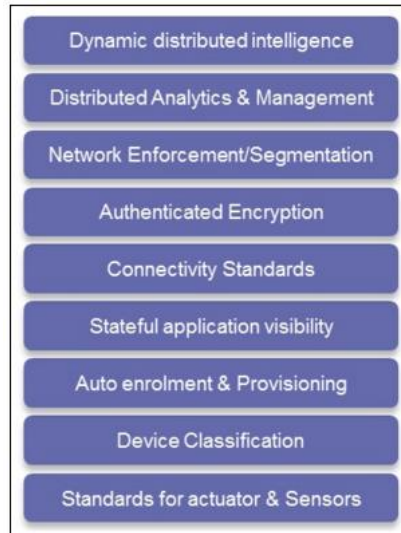 Dynamic distributed intelligence
Distributed Analytics & Management
Network Enforcement/Segmentation
Authenticated Encryption
Connectivity Standards
Stateful application visibility
Auto enrolment & Provisioning
Device Classification
Standards for actuator & Sensors